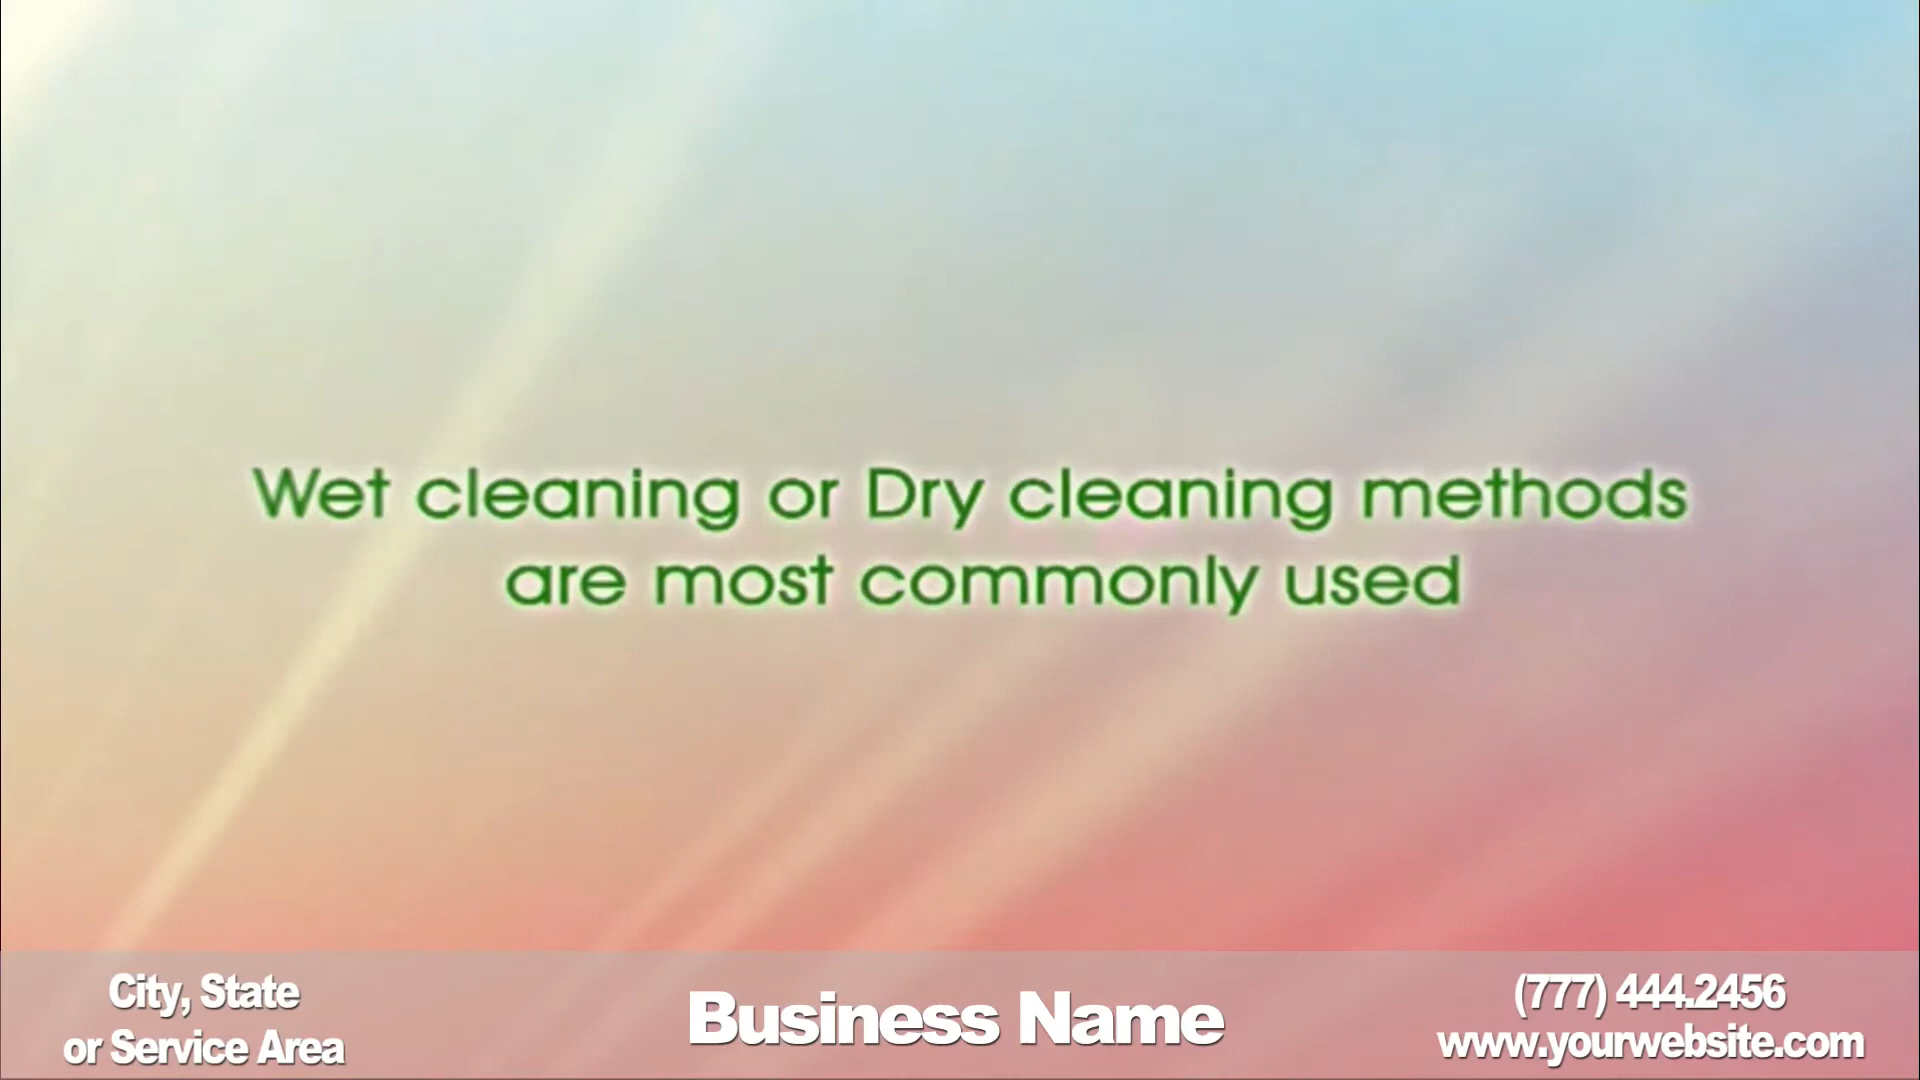 Wet cleaning or Dry cleaning methods
are most commonly used
City, State
or Service Area
Business Name
(777) 444.2456
www.yourwebsite.com